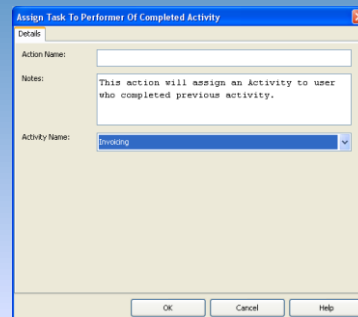 Assign Task To Performer Of Completed Activity
Details
Action Name:
Notes:
This action will assign an Activity to user
who completed previous activity.
Activity Name:
Invoicing
OK
Cancel
Help